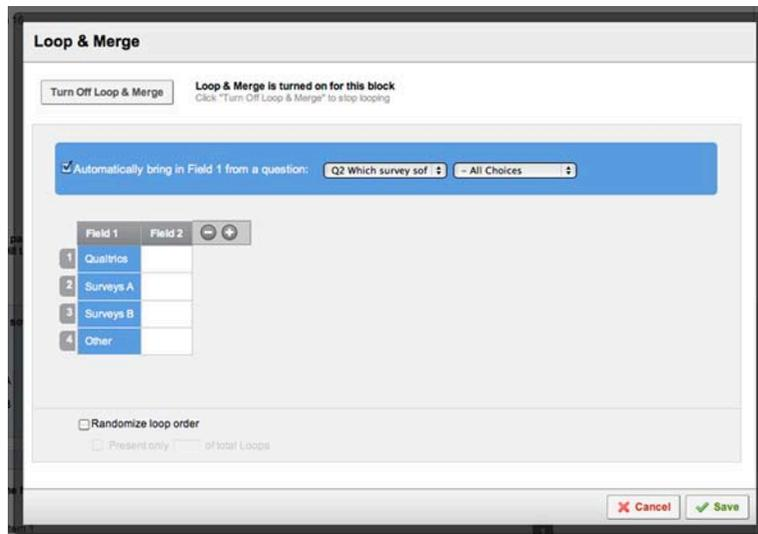 Loop & Merge
Turn Off Loop & Merge
Loop & Merge is turned on for this block
Click "Turn Off Loop & Merge" to stop looping
Automatically bring in Field 1 from a question: Q2 Which survey sof - All Choices
Field 1 Field 2
1 Qualtrics
2 Surveys A
3 Surveys B
4 Other
Randomize loop order
Present only of total Loops
Cancel Save